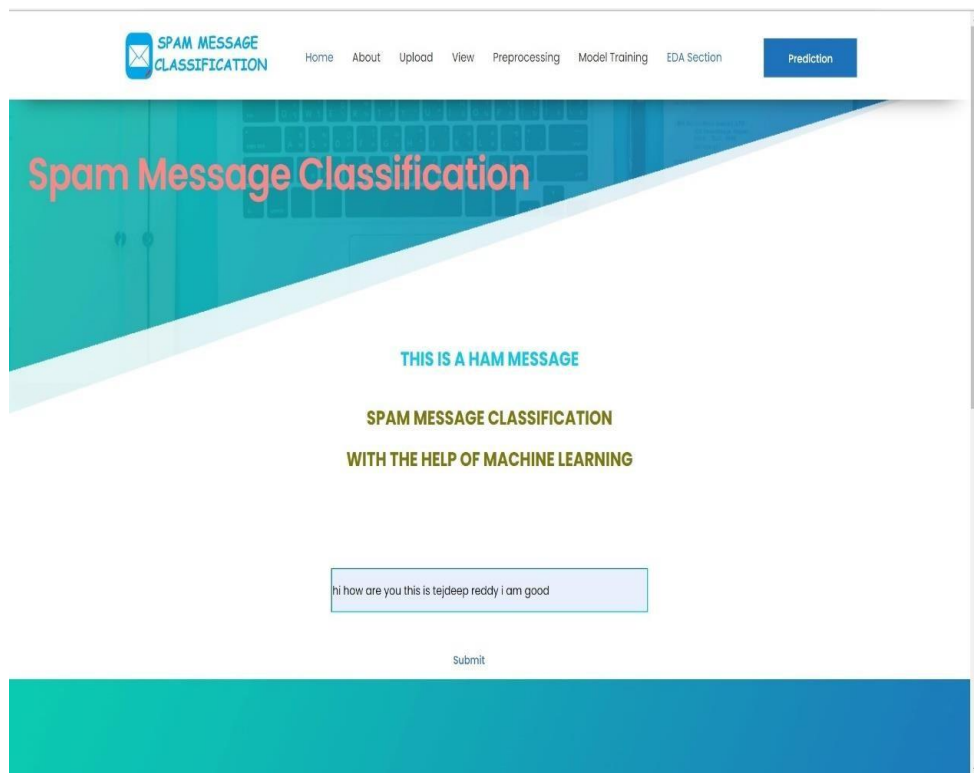 SPAM MESSAGE
CLASSIFICATION
Home About Upload View Preprocessing Model Training EDA Section Prediction
Spam Message Classification
THIS IS A HAM MESSAGE
SPAM MESSAGE CLASSIFICATION
WITH THE HELP OF MACHINE LEARNING
hi how are you this is tejdeep reddy i am good
Submit